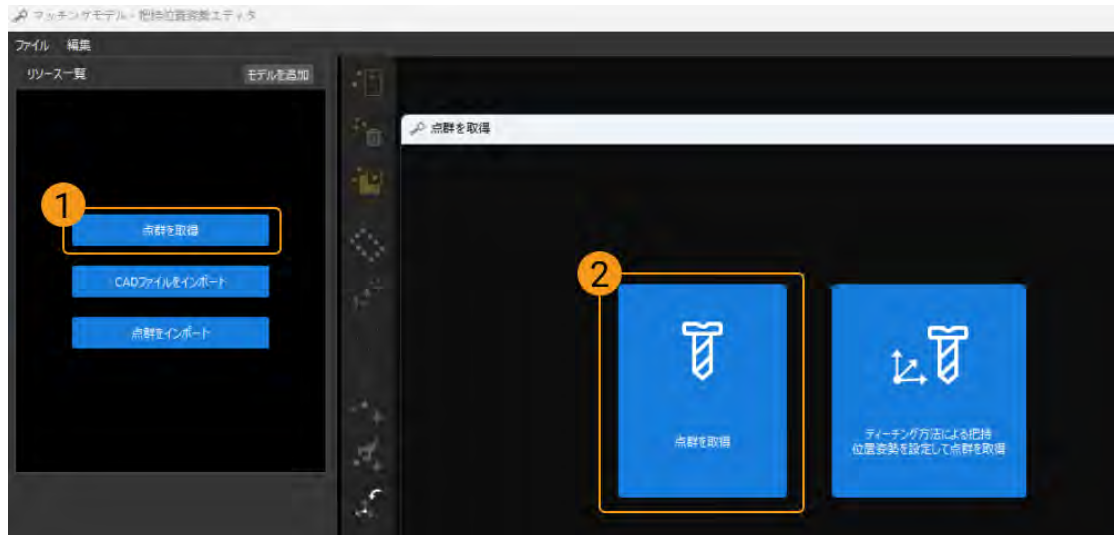 マッチングモデル・把持位置姿勢エディタ
ファイル 編集
リソース一覧 モデルを追加
点群を取得
1
点群を取得
CADファイルをインポート
点群をインポート
2
点群を取得
ティーチング方法による把持
位置姿勢を設定して点群を取得